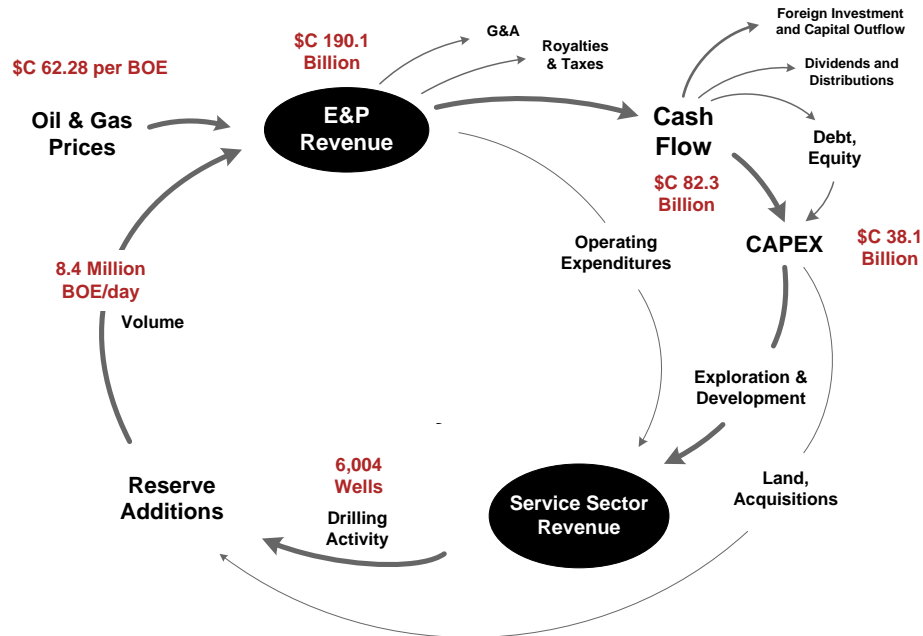 Foreign Investment
and Capital Outflow
G&A
$C 190.1
Billion
Royalties
& Taxes
$C 62.28 per BOE
Dividends and
Distributions
Oil & Gas
Prices
E&P
Revenue
Cash
Flow
Debt,
Equity
$C 82.3
Billion
CAPEX
$C 38.1
Billion
Operating
Expenditures
8.4 Million
BOE/day
Volume
Exploration &
Development
6,004
Wells
Reserve
Additions
Drilling
Activity
Service Sector
Revenue
Land,
Acquisitions